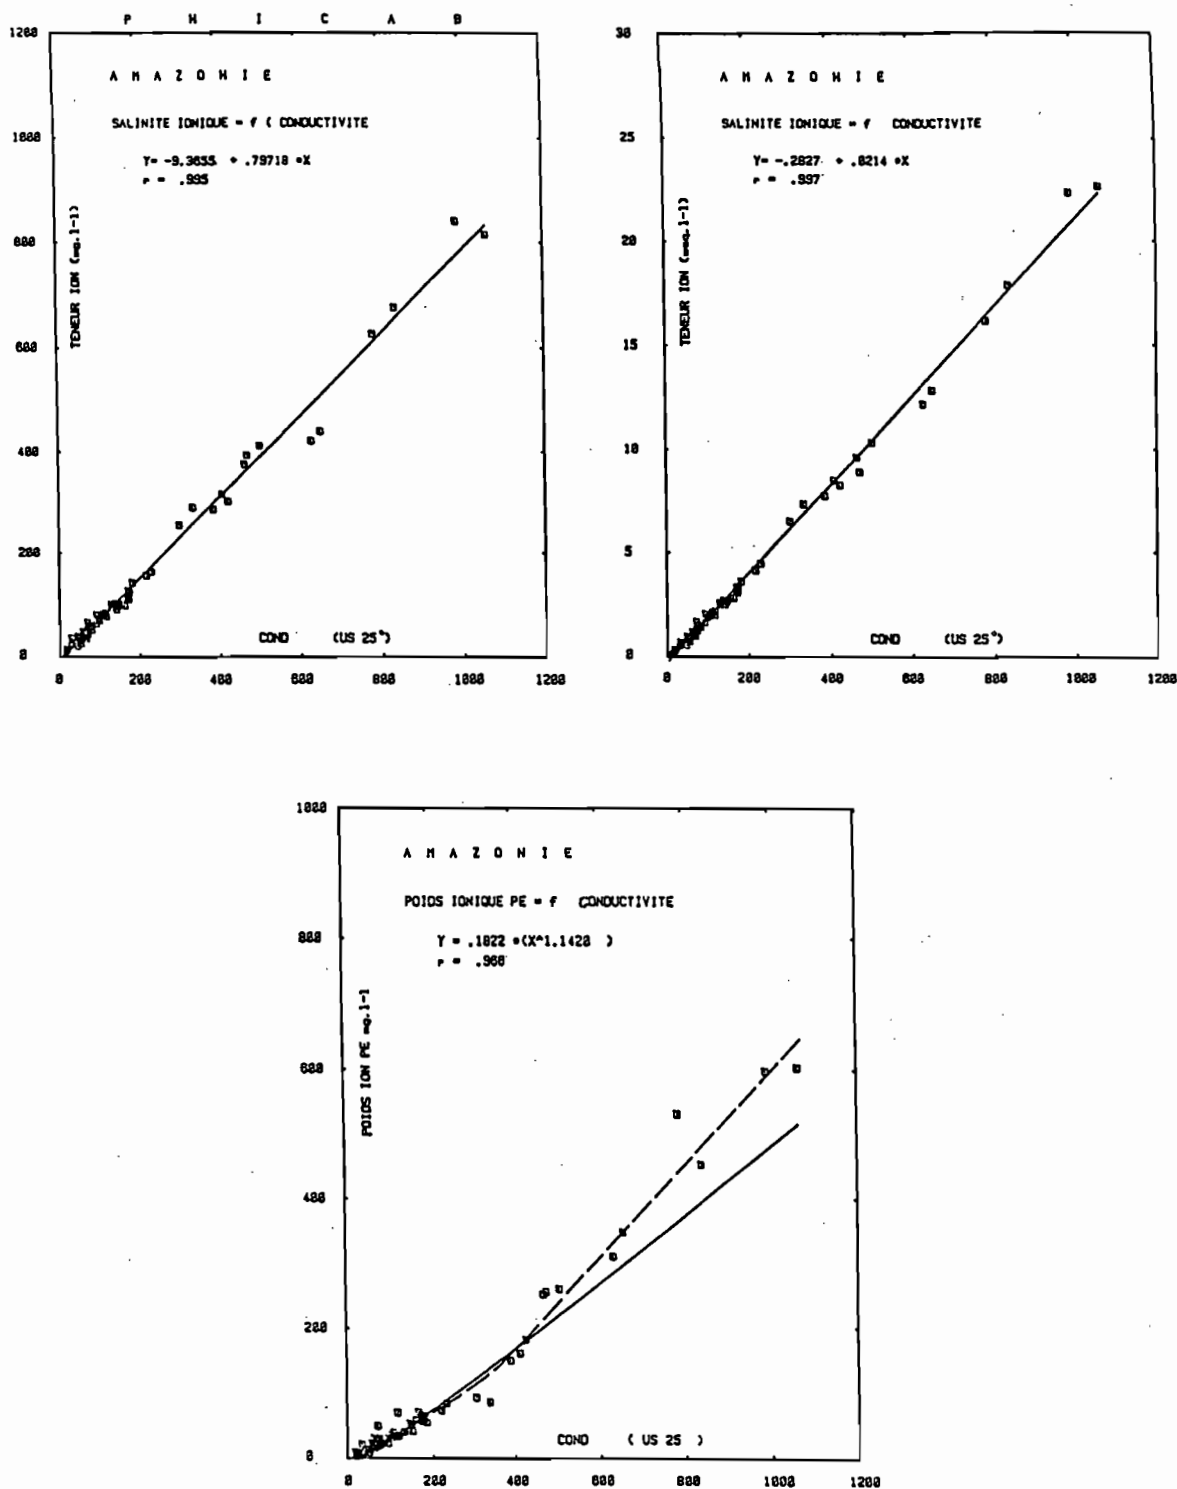 P H I C A B
1200
A M A Z O N I E
SALINITE IONIQUE = f ( CONDUCTIVITE
Y= -9.3655 + .79718 *X
r = .995
1000
800
600
400
200
0
TENEUR ION (mg.l-1)
COND (US 25°)
0 200 400 600 800 1000 1200
30
A M A Z O N I E
SALINITE IONIQUE = f CONDUCTIVITE
Y= -.2827 + .0214 *X
r = .997
25
20
15
10
5
0
TENEUR ION (meq.l-1)
COND (US 25°)
0 200 400 600 800 1000 1200
1000
A M A Z O N I E
POIDS IONIQUE PE = f CONDUCTIVITE
Y = .1822 *(X^1.1420 )
r = .966
800
600
400
200
0
POIDS ION PE mg.l-1
COND ( US 25 )
0 200 400 600 800 1000 1200